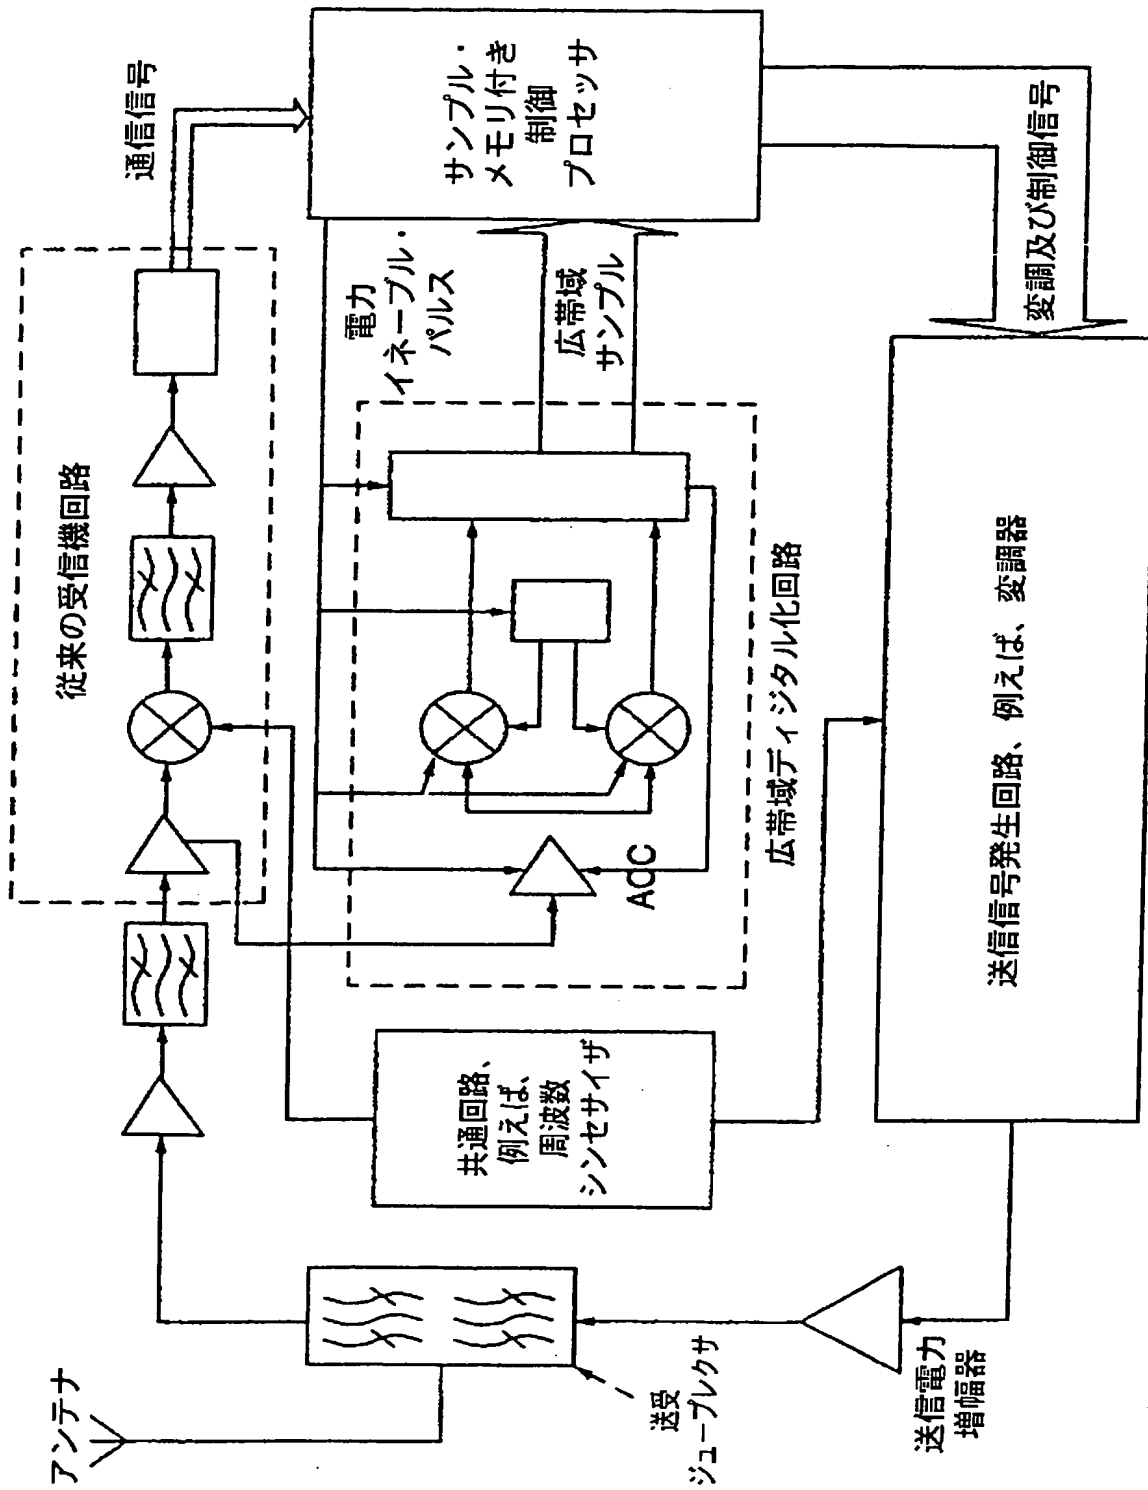 アンテナ
従来の受信機回路
通信信号
サンプル・
メモリ付き
制御
プロセッサ
電力
イネーブル・
パルス
広帯域
サンプル
変調及び制御信号
ACC
広帯域ディジタル化回路
共通回路、
例えば、
周波数
シンセサイザ
送受
ジュープレクサ
送信電力
増幅器
送信信号発生回路、例えば、変調器